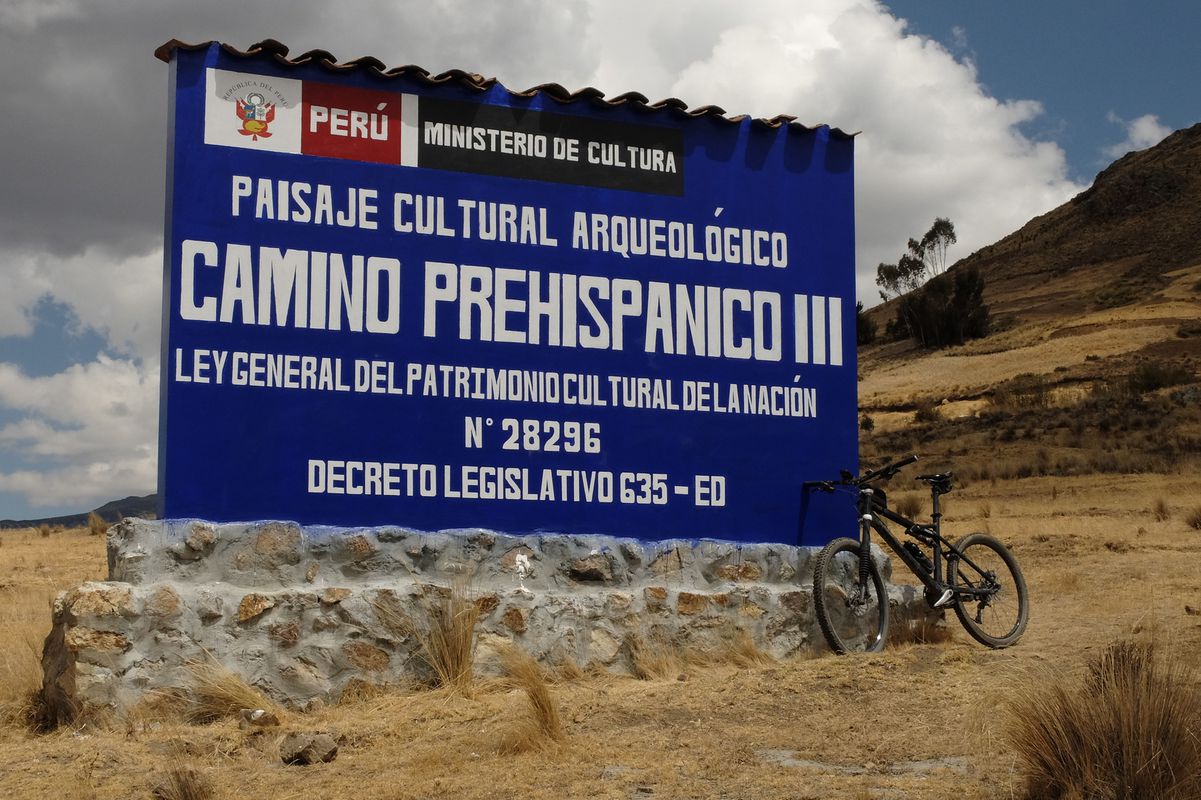 REPÚBLICA DEL PERÚ
PERÚ
MINISTERIO DE CULTURA
PAISAJE CULTURAL ARQUEOLÓGICO
CAMINO PREHISPANICO III
LEY GENERAL DEL PATRIMONIO CULTURAL DE LA NACIÓN
N° 28296
DECRETO LEGISLATIVO 635 - ED